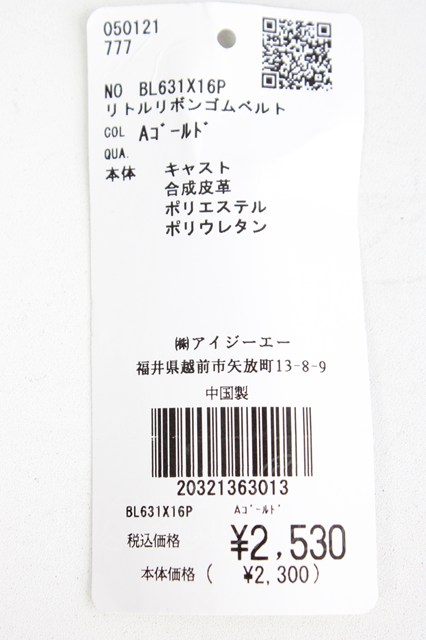 050121
777
NO BL631X16P
リトルリボンゴムベルト
COL Aｺﾞｰﾙﾄﾞ
QUA.
本体 キャスト
合成皮革
ポリエステル
ポリウレタン
㈱アイジーエー
福井県越前市矢放町13-8-9
中国製
20321363013
BL631X16P Aｺﾞｰﾙﾄﾞ
税込価格 ¥2,530
本体価格( ¥2,300)